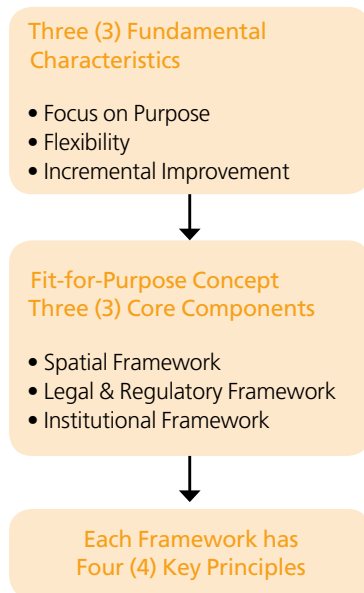 Three (3) Fundamental
Characteristics
• Focus on Purpose
• Flexibility
• Incremental Improvement
Fit-for-Purpose Concept
Three (3) Core Components
• Spatial Framework
• Legal & Regulatory Framework
• Institutional Framework
Each Framework has
Four (4) Key Principles